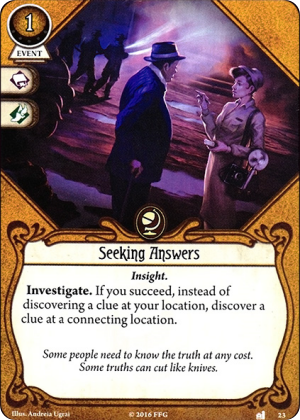 1
EVENT
Seeking Answers
Insight.
Investigate. If you succeed, instead of
discovering a clue at your location, discover a
clue at a connecting location.
Some people need to know the truth at any cost.
Some truths can cut like knives.
Illus. Andreia Ugrai
© 2016 FFG
23